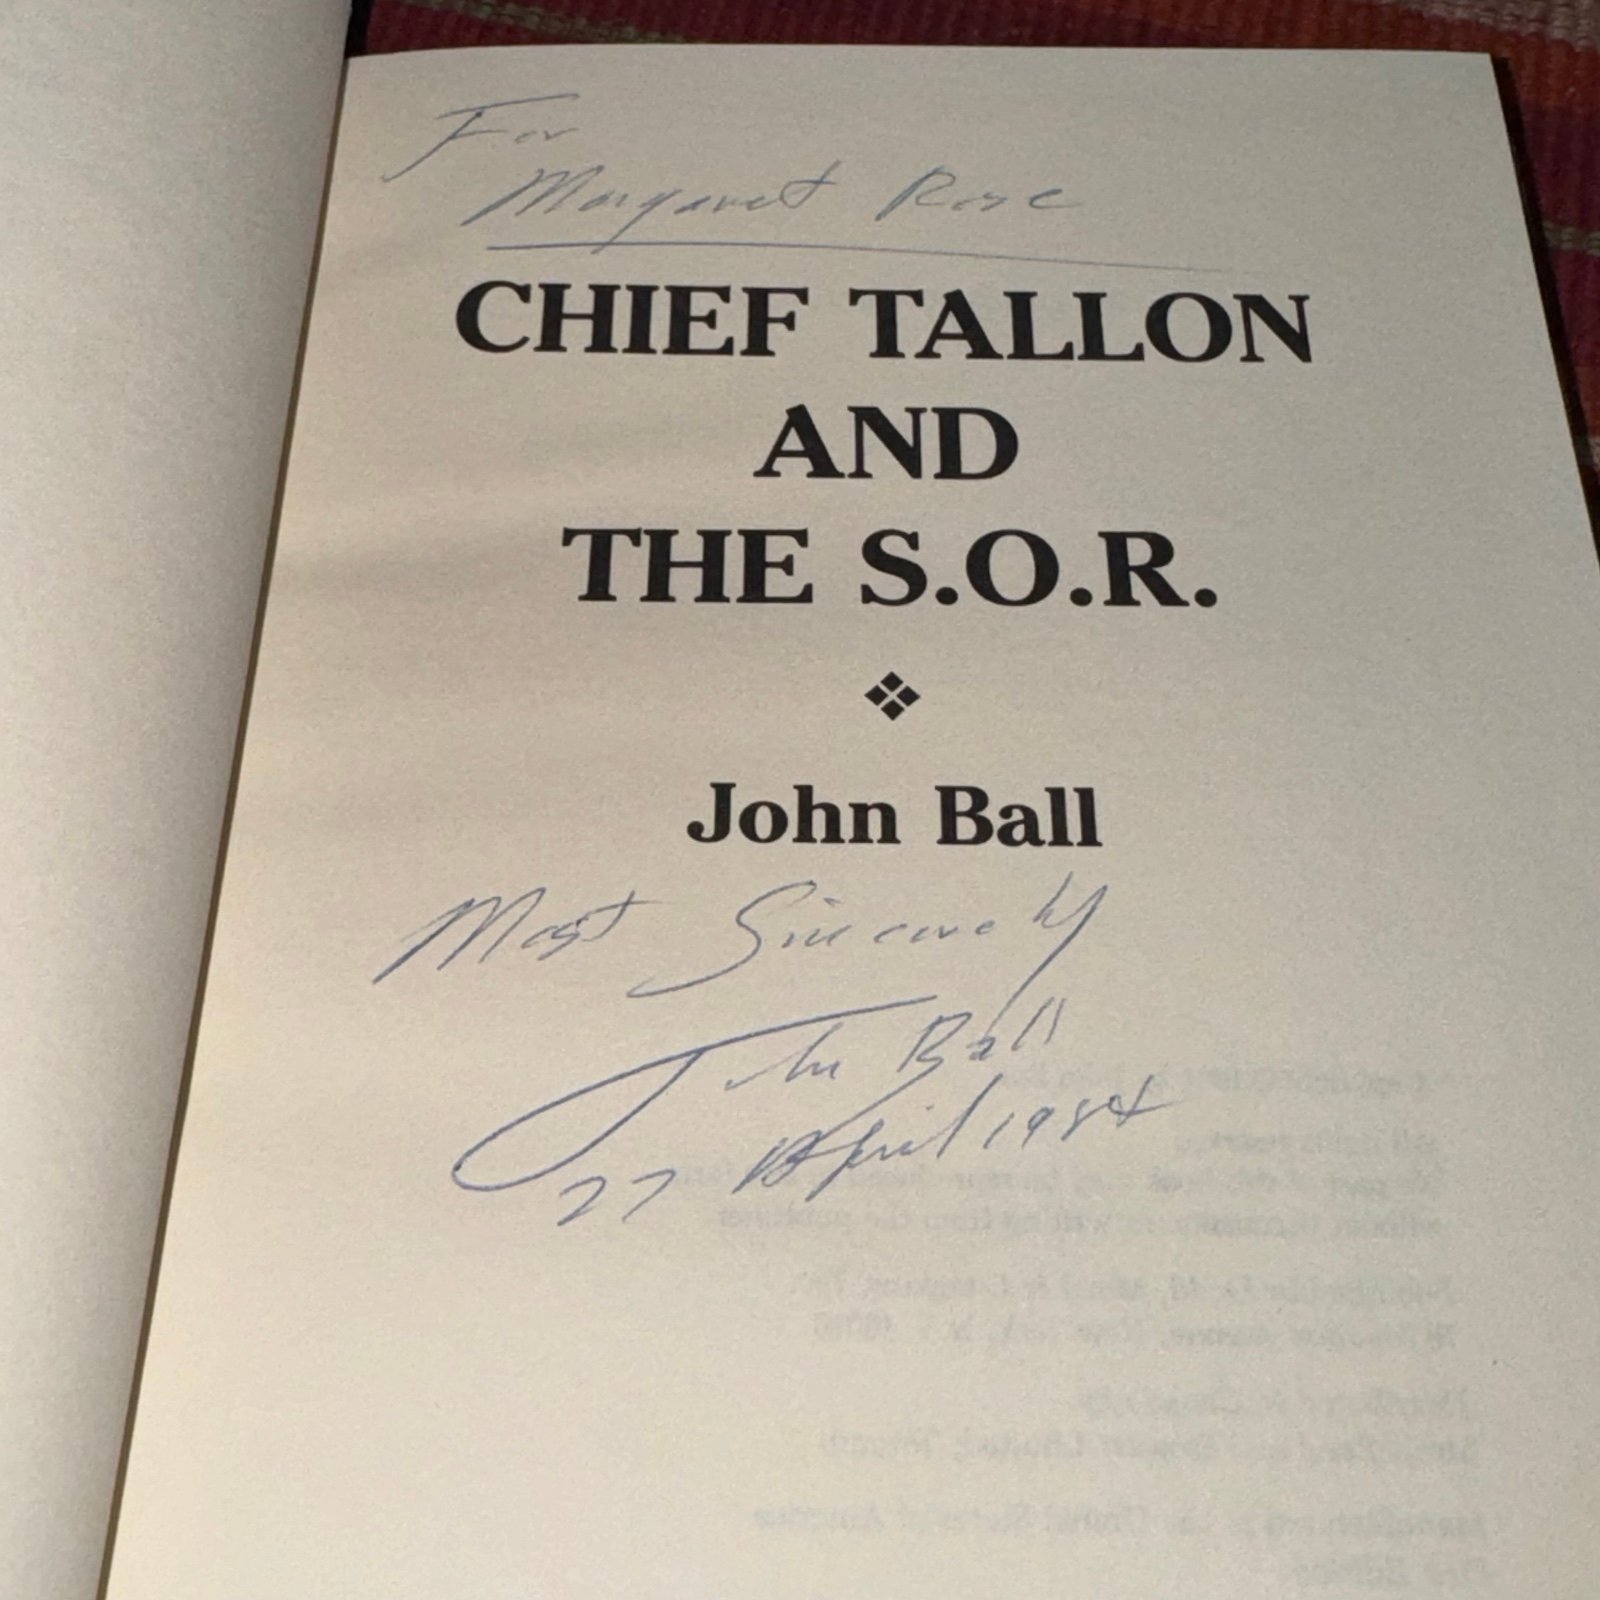 For
Margaret Rose
CHIEF TALLON
AND
THE S.O.R.
John Ball
Most Sincerely
John Ball
27 April 1984